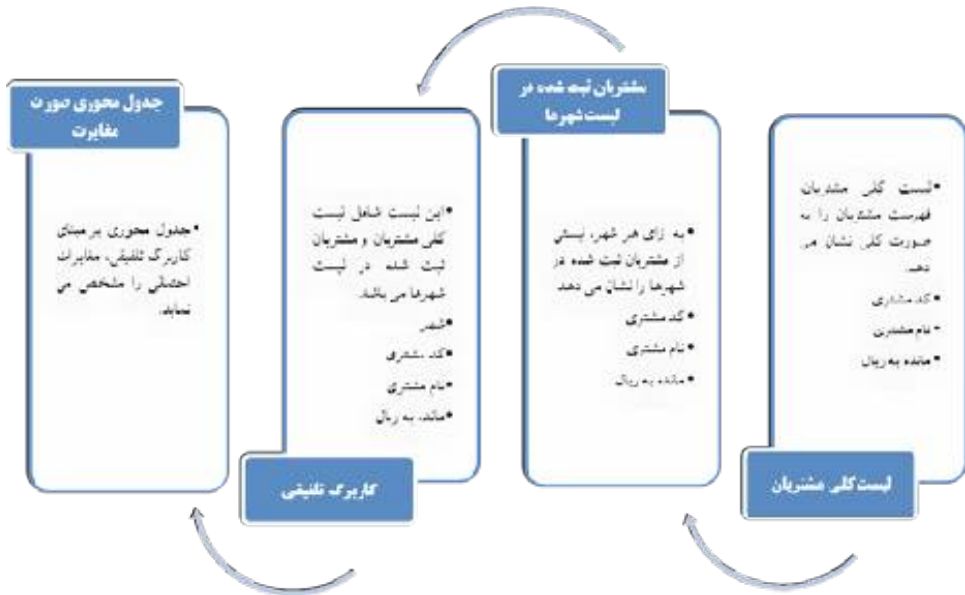 لیست کلی مشتریان
•لیست کلی مشتریان،
فهرست مشتریان را به
صورت کلی نشان می
دهد.
•کد مشتری
•نام مشتری
•مانده به ریال
مشتریان ثبت شده در
لیست شهرها
•به ازای هر شهر، لیستی
از مشتریان ثبت شده در
شهرها را نشان می دهد
•کد مشتری
•نام مشتری
•مانده به ریال
کاربرگ تلفیقی
•این لیست شامل لیست
کلی مشتریان و مشتریان
ثبت شده در لیست
شهرها می باشد.
•شهر
•کد مشتری
•نام مشتری
•مانده به ریال
جدول محوری صورت
مغایرت
•جدول محوری بر مبنای
کاربرگ تلفیقی، مغایرات
احتمالی را مشخص می
نماید.